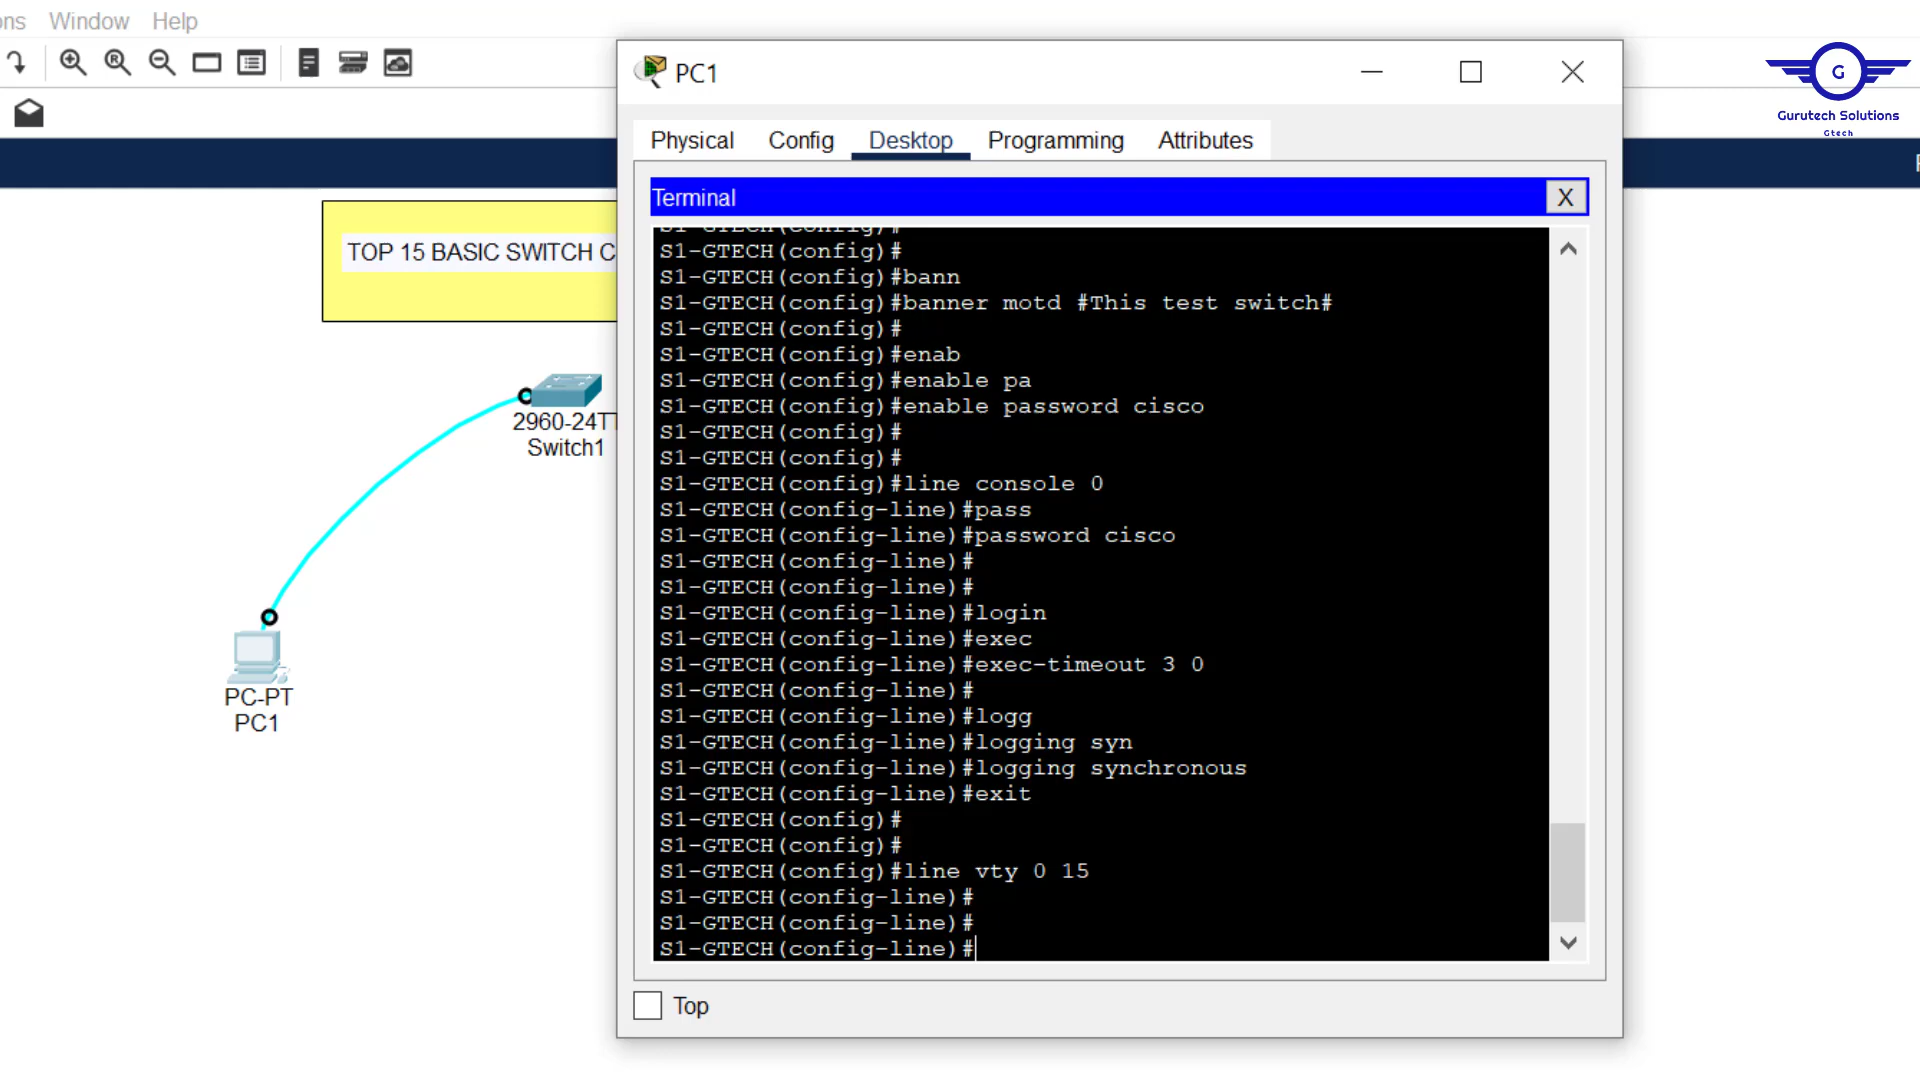 ons Window Help
PC1
G
Gurutech Solutions
Gtech
Physical Config Desktop Programming Attributes
Terminal X
TOP 15 BASIC SWITCH C
S1-GTECH(config)#
S1-GTECH(config)#
S1-GTECH(config)#bann
S1-GTECH(config)#banner motd #This test switch#
S1-GTECH(config)#
S1-GTECH(config)#enab
S1-GTECH(config)#enable pa
S1-GTECH(config)#enable password cisco
S1-GTECH(config)#
S1-GTECH(config)#
S1-GTECH(config)#line console 0
S1-GTECH(config-line)#pass
S1-GTECH(config-line)#password cisco
S1-GTECH(config-line)#
S1-GTECH(config-line)#
S1-GTECH(config-line)#login
S1-GTECH(config-line)#exec
S1-GTECH(config-line)#exec-timeout 3 0
S1-GTECH(config-line)#
S1-GTECH(config-line)#logg
S1-GTECH(config-line)#logging syn
S1-GTECH(config-line)#logging synchronous
S1-GTECH(config-line)#exit
S1-GTECH(config)#
S1-GTECH(config)#
S1-GTECH(config)#line vty 0 15
S1-GTECH(config-line)#
S1-GTECH(config-line)#
S1-GTECH(config-line)#
2960-24TT
Switch1
PC-PT
PC1
Top